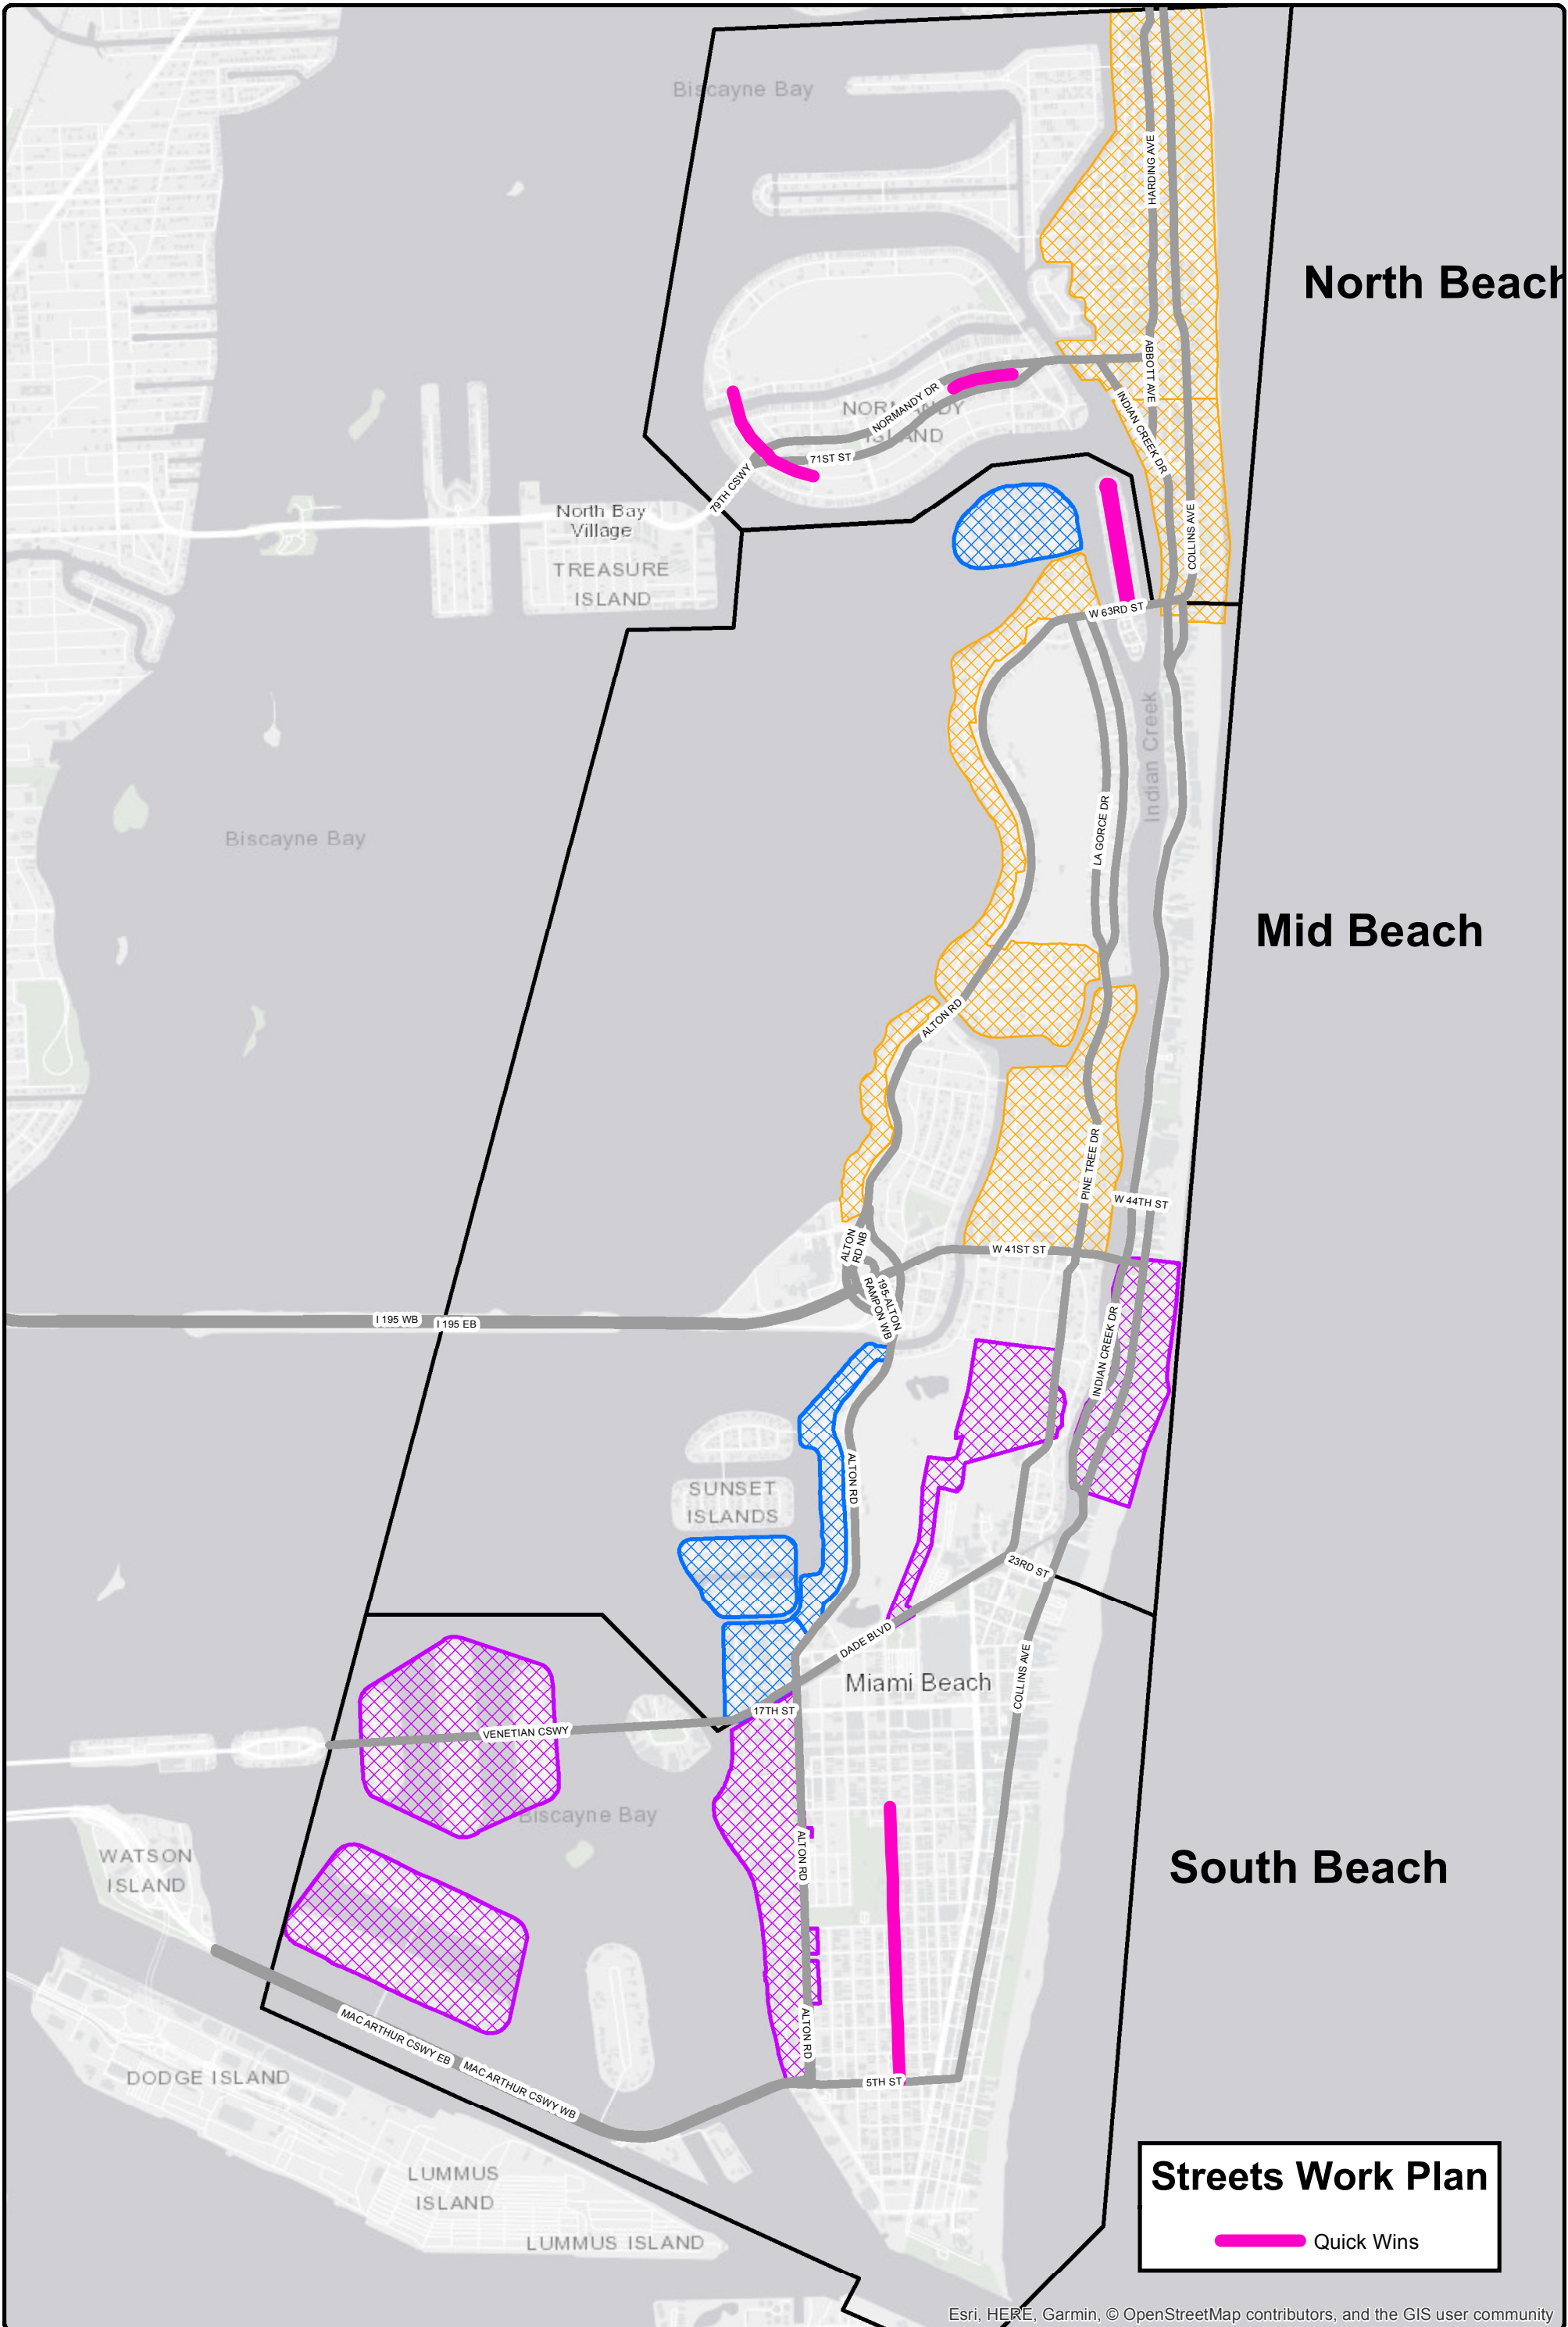 Biscayne Bay
HARDING AVE
North Beach
ABBOTT AVE
NORMANDY DR
NORMANDY
ISLAND
INDIAN CREEK DR
71ST ST
79TH CSWY
North Bay
Village
COLLINS AVE
TREASURE
ISLAND
W 63RD ST
Indian Creek
LA GORCE DR
Biscayne Bay
Mid Beach
ALTON RD
PINE TREE DR
W 44TH ST
ALTON
RD NB
W 41ST ST
195-ALTON
RAMPON WB
I 195 WB
I 195 EB
INDIAN CREEK DR
ALTON RD
SUNSET
ISLANDS
23RD ST
DADE BLVD
COLLINS AVE
Miami Beach
17TH ST
VENETIAN CSWY
Biscayne Bay
WATSON
ISLAND
ALTON RD
South Beach
MAC ARTHUR CSWY EB
ALTON RD
MAC ARTHUR CSWY WB
DODGE ISLAND
5TH ST
LUMMUS
ISLAND
LUMMUS ISLAND
Streets Work Plan
Quick Wins
Esri, HERE, Garmin, © OpenStreetMap contributors, and the GIS user community